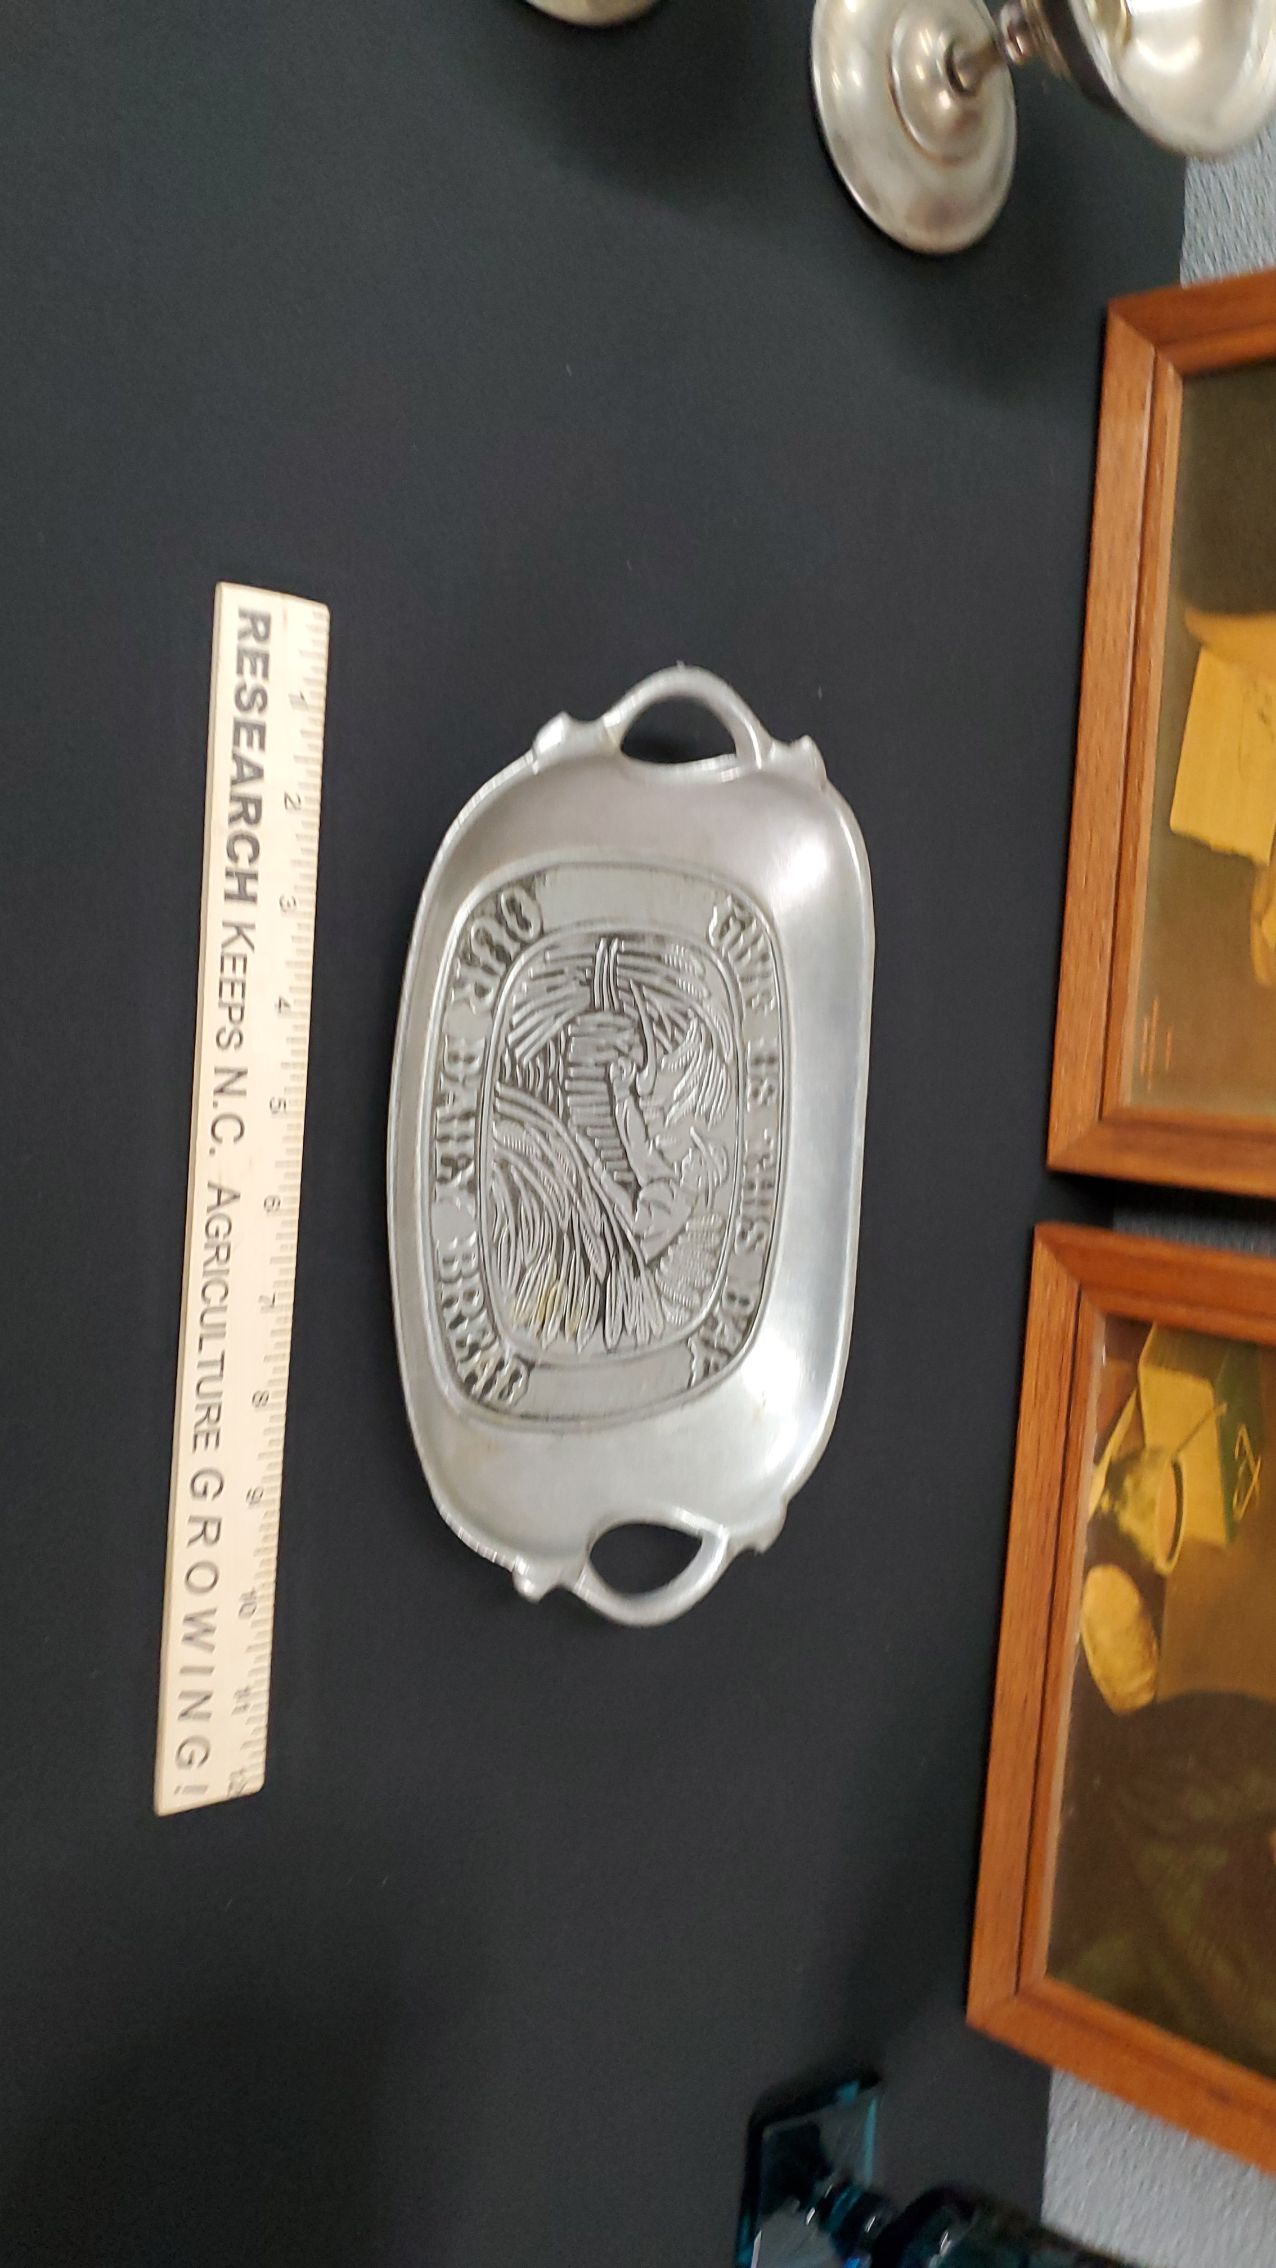 GIVE US THIS DAY
OUR DAILY BREAD
1 2 3 4 5 6 7 8 9 10 11 12
RESEARCH KEEPS N.C. AGRICULTURE GROWING!